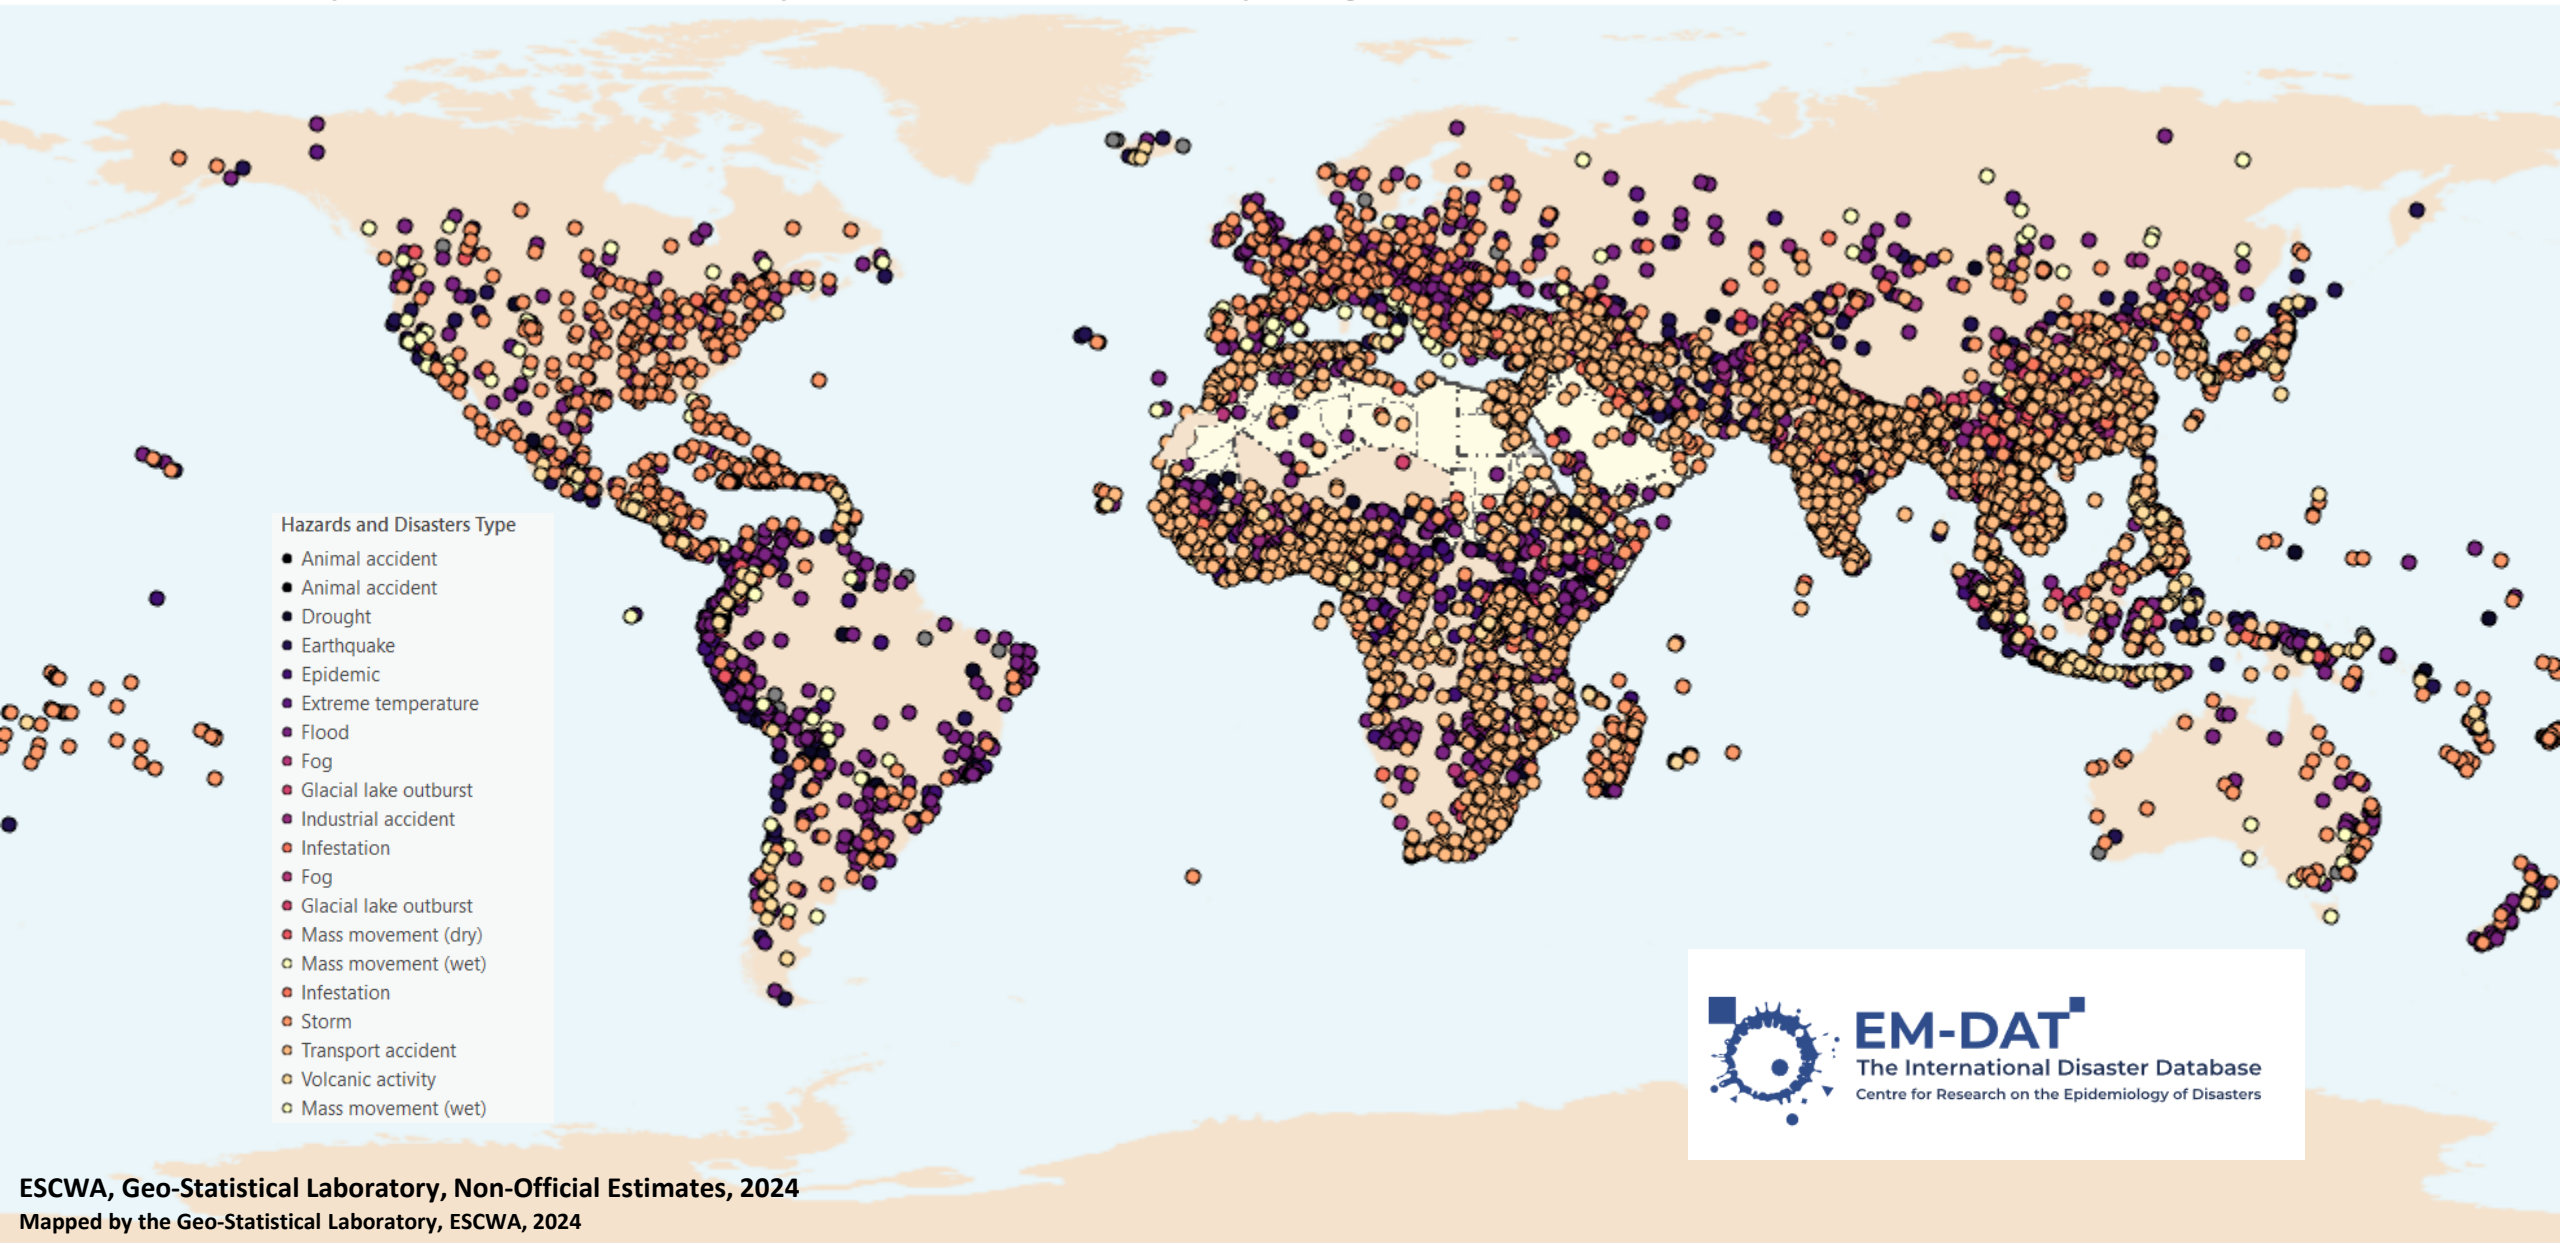 Hazards and Disasters Type
Animal accident
Animal accident
Drought
Earthquake
Epidemic
Extreme temperature
Flood
Fog
Glacial lake outburst
Industrial accident
Infestation
Fog
Glacial lake outburst
Mass movement (dry)
Mass movement (wet)
Infestation
Storm
Transport accident
Volcanic activity
Mass movement (wet)
EM-DAT
The International Disaster Database
Centre for Research on the Epidemiology of Disasters
ESCWA, Geo-Statistical Laboratory, Non-Official Estimates, 2024
Mapped by the Geo-Statistical Laboratory, ESCWA, 2024